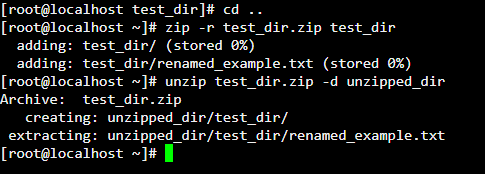 [root@localhost test_dir]# cd ..
[root@localhost ~]# zip -r test_dir.zip test_dir
  adding: test_dir/ (stored 0%)
  adding: test_dir/renamed_example.txt (stored 0%)
[root@localhost ~]# unzip test_dir.zip -d unzipped_dir
Archive:  test_dir.zip
   creating: unzipped_dir/test_dir/
 extracting: unzipped_dir/test_dir/renamed_example.txt
[root@localhost ~]#